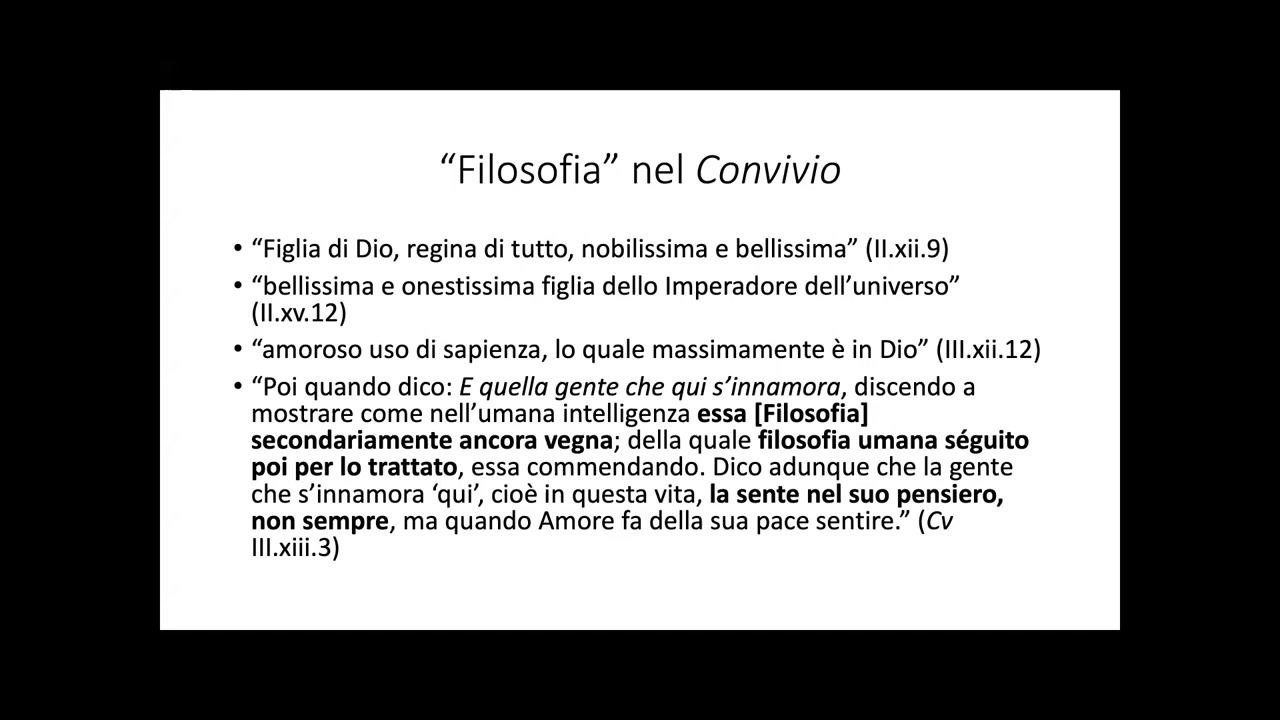 “Filosofia” nel Convivio
• “Figlia di Dio, regina di tutto, nobilissima e bellissima” (II.xii.9)
• “bellissima e onestissima figlia dello Imperadore dell’universo”
(II.xv.12)
• “amoroso uso di sapienza, lo quale massimamente è in Dio” (III.xii.12)
• “Poi quando dico: E quella gente che qui s’innamora, discendo a
mostrare come nell’umana intelligenza essa [Filosofia]
secondariamente ancora vegna; della quale filosofia umana séguito
poi per lo trattato, essa commendando. Dico adunque che la gente
che s’innamora ‘qui’, cioè in questa vita, la sente nel suo pensiero,
non sempre, ma quando Amore fa della sua pace sentire.” (Cv
III.xiii.3)